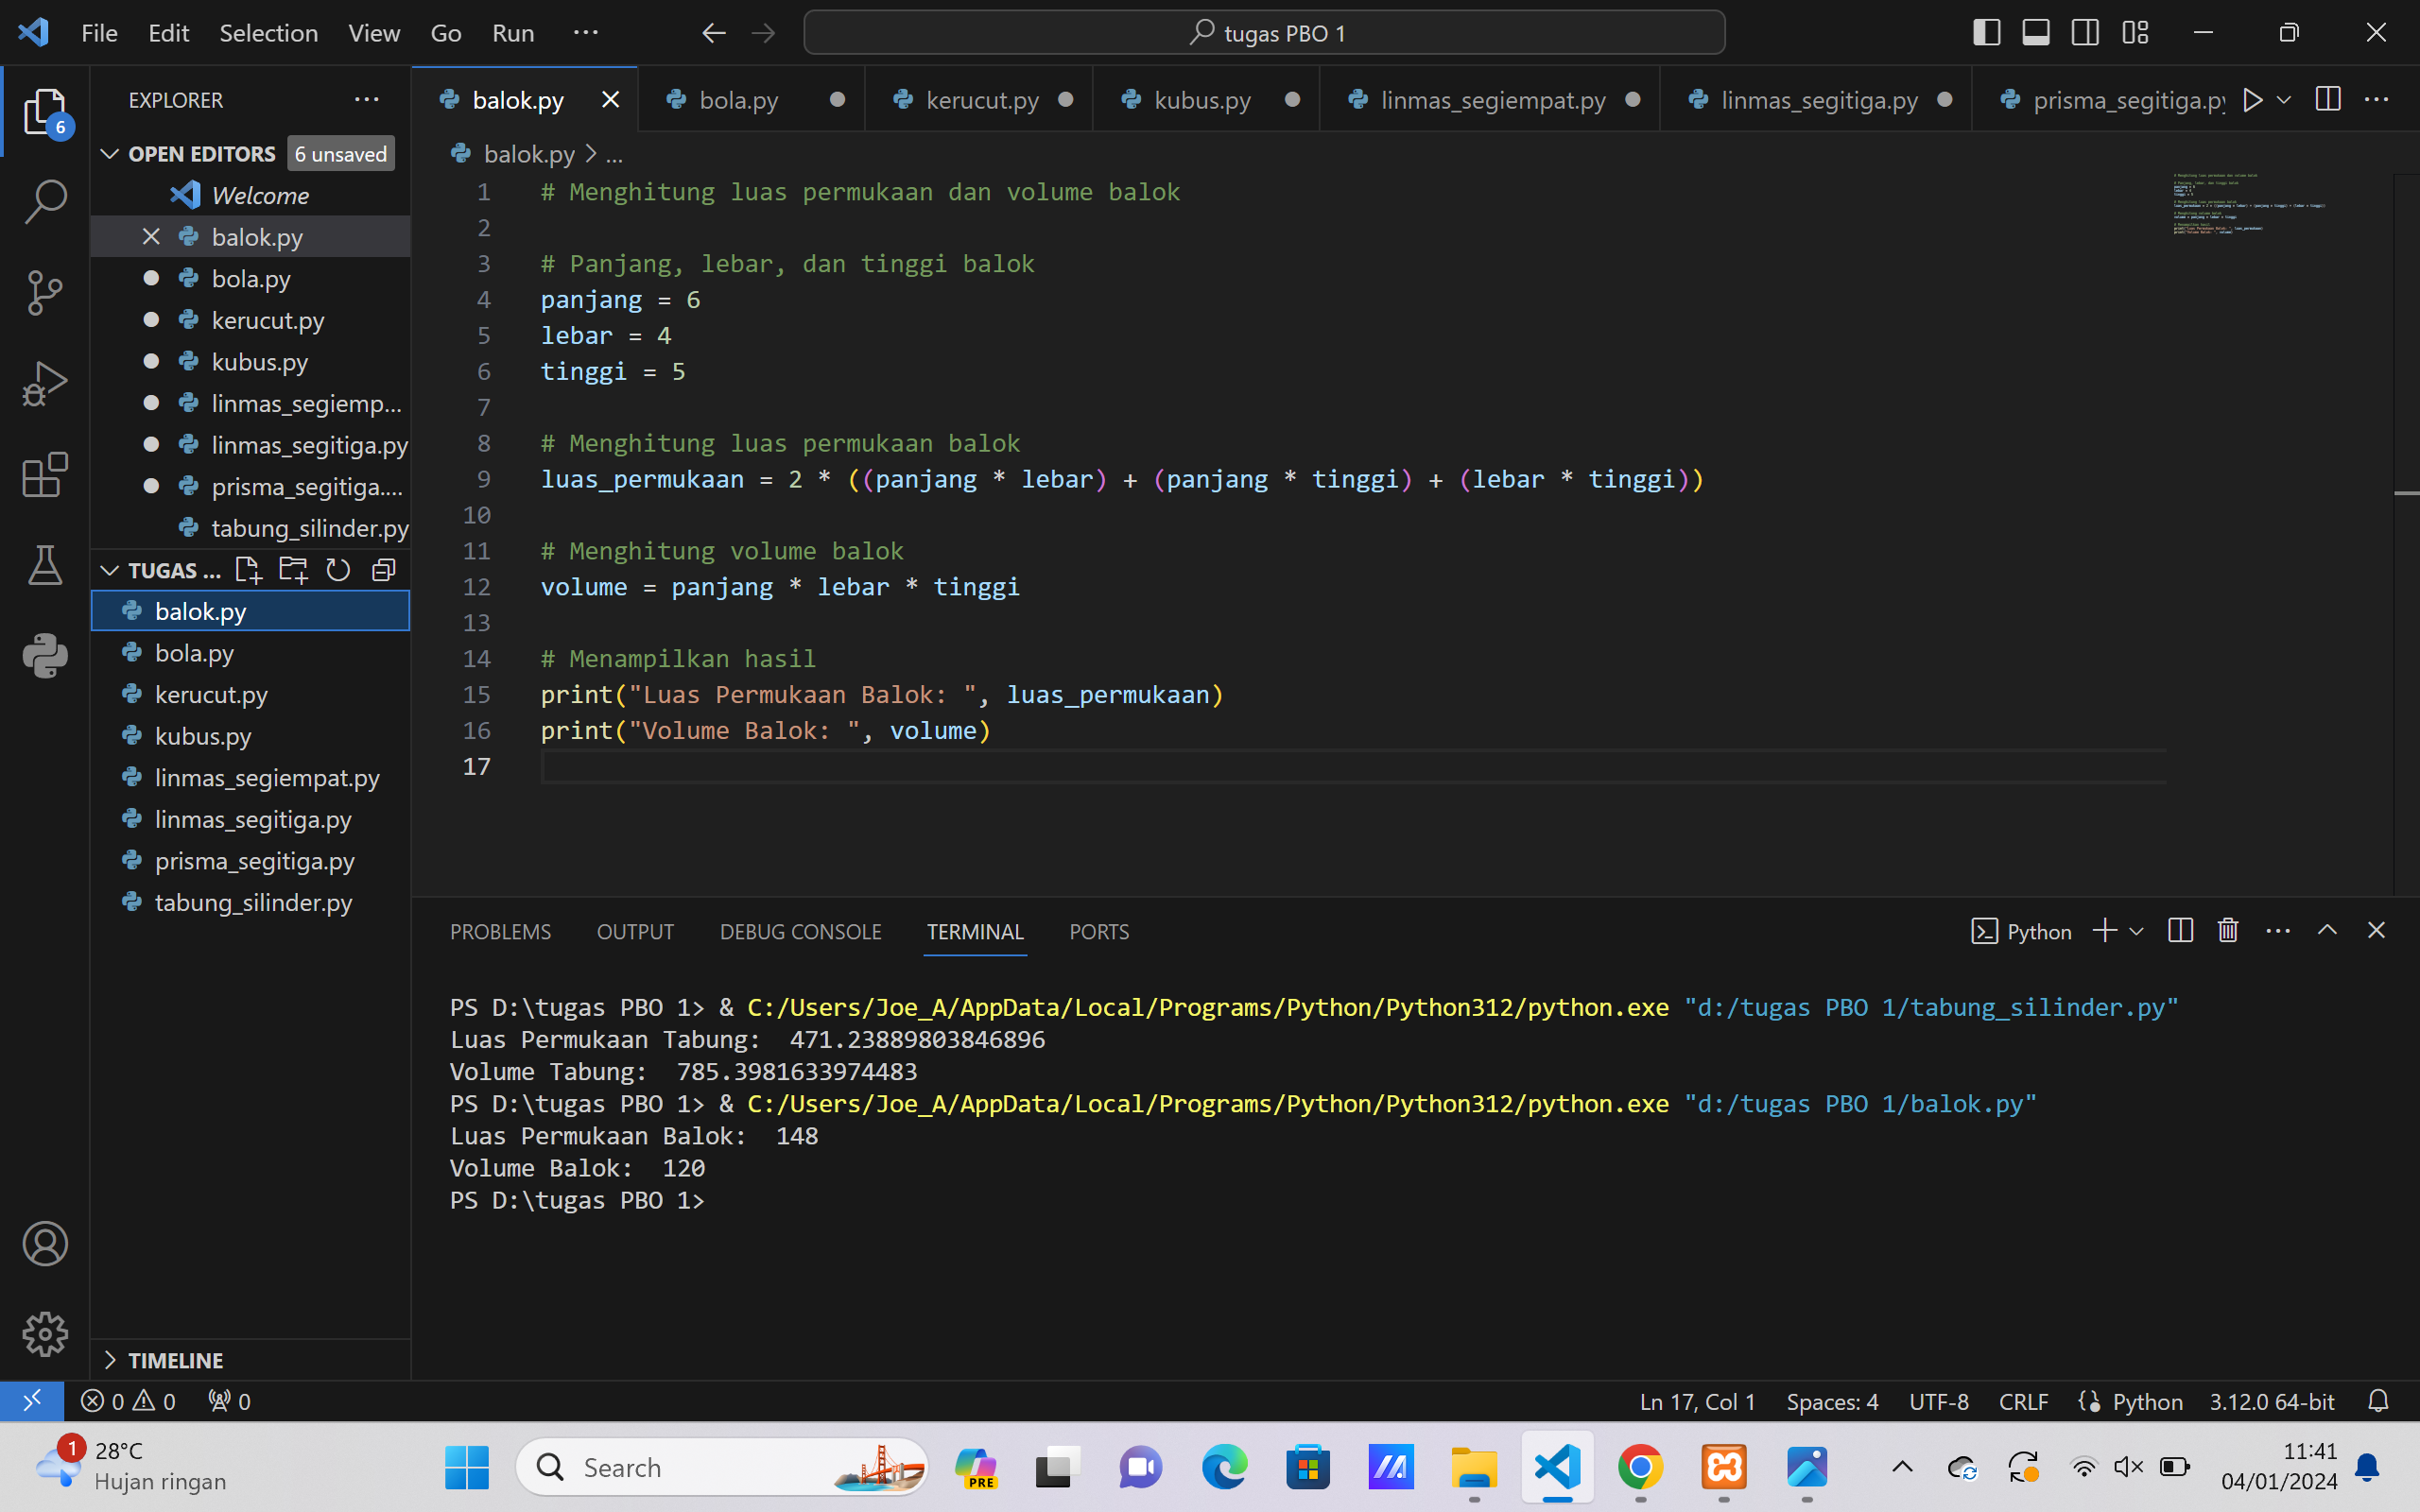 File Edit Selection View Go Run ···
tugas PBO 1
EXPLORER
6
OPEN EDITORS 6 unsaved
Welcome
balok.py
bola.py
kerucut.py
kubus.py
linmas_segiemp...
linmas_segitiga.py
prisma_segitiga....
tabung_silinder.py
TUGAS ...
balok.py
bola.py
kerucut.py
kubus.py
linmas_segiempat.py
linmas_segitiga.py
prisma_segitiga.py
tabung_silinder.py
TIMELINE
balok.py bola.py kerucut.py kubus.py linmas_segiempat.py linmas_segitiga.py prisma_segitiga.py
balok.py > ...
1 # Menghitung luas permukaan dan volume balok
2
3 # Panjang, lebar, dan tinggi balok
4 panjang = 6
5 lebar = 4
6 tinggi = 5
7
8 # Menghitung luas permukaan balok
9 luas_permukaan = 2 * ((panjang * lebar) + (panjang * tinggi) + (lebar * tinggi))
10
11 # Menghitung volume balok
12 volume = panjang * lebar * tinggi
13
14 # Menampilkan hasil
15 print("Luas Permukaan Balok: ", luas_permukaan)
16 print("Volume Balok: ", volume)
17
PROBLEMS OUTPUT DEBUG CONSOLE TERMINAL PORTS
Python
PS D:\tugas PBO 1> & C:/Users/Joe_A/AppData/Local/Programs/Python/Python312/python.exe "d:/tugas PBO 1/tabung_silinder.py"
Luas Permukaan Tabung:  471.23889803846896
Volume Tabung:  785.3981633974483
PS D:\tugas PBO 1> & C:/Users/Joe_A/AppData/Local/Programs/Python/Python312/python.exe "d:/tugas PBO 1/balok.py"
Luas Permukaan Balok:  148
Volume Balok:  120
PS D:\tugas PBO 1>
0 0 0
Ln 17, Col 1 Spaces: 4 UTF-8 CRLF Python 3.12.0 64-bit
1
28°C
Hujan ringan
Search
PRE
11:41
04/01/2024